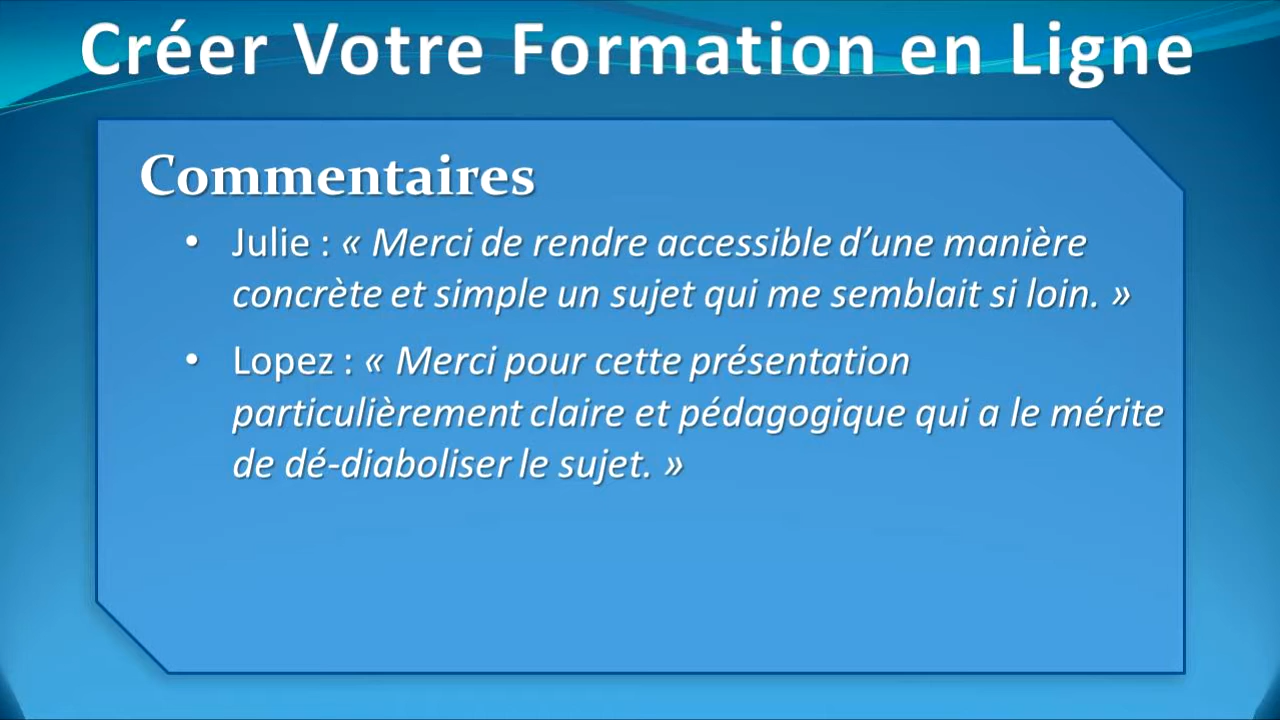 Créer Votre Formation en Ligne
Commentaires
• Julie : « Merci de rendre accessible d’une manière
concrète et simple un sujet qui me semblait si loin. »
• Lopez : « Merci pour cette présentation
particulièrement claire et pédagogique qui a le mérite
de dé-diaboliser le sujet. »